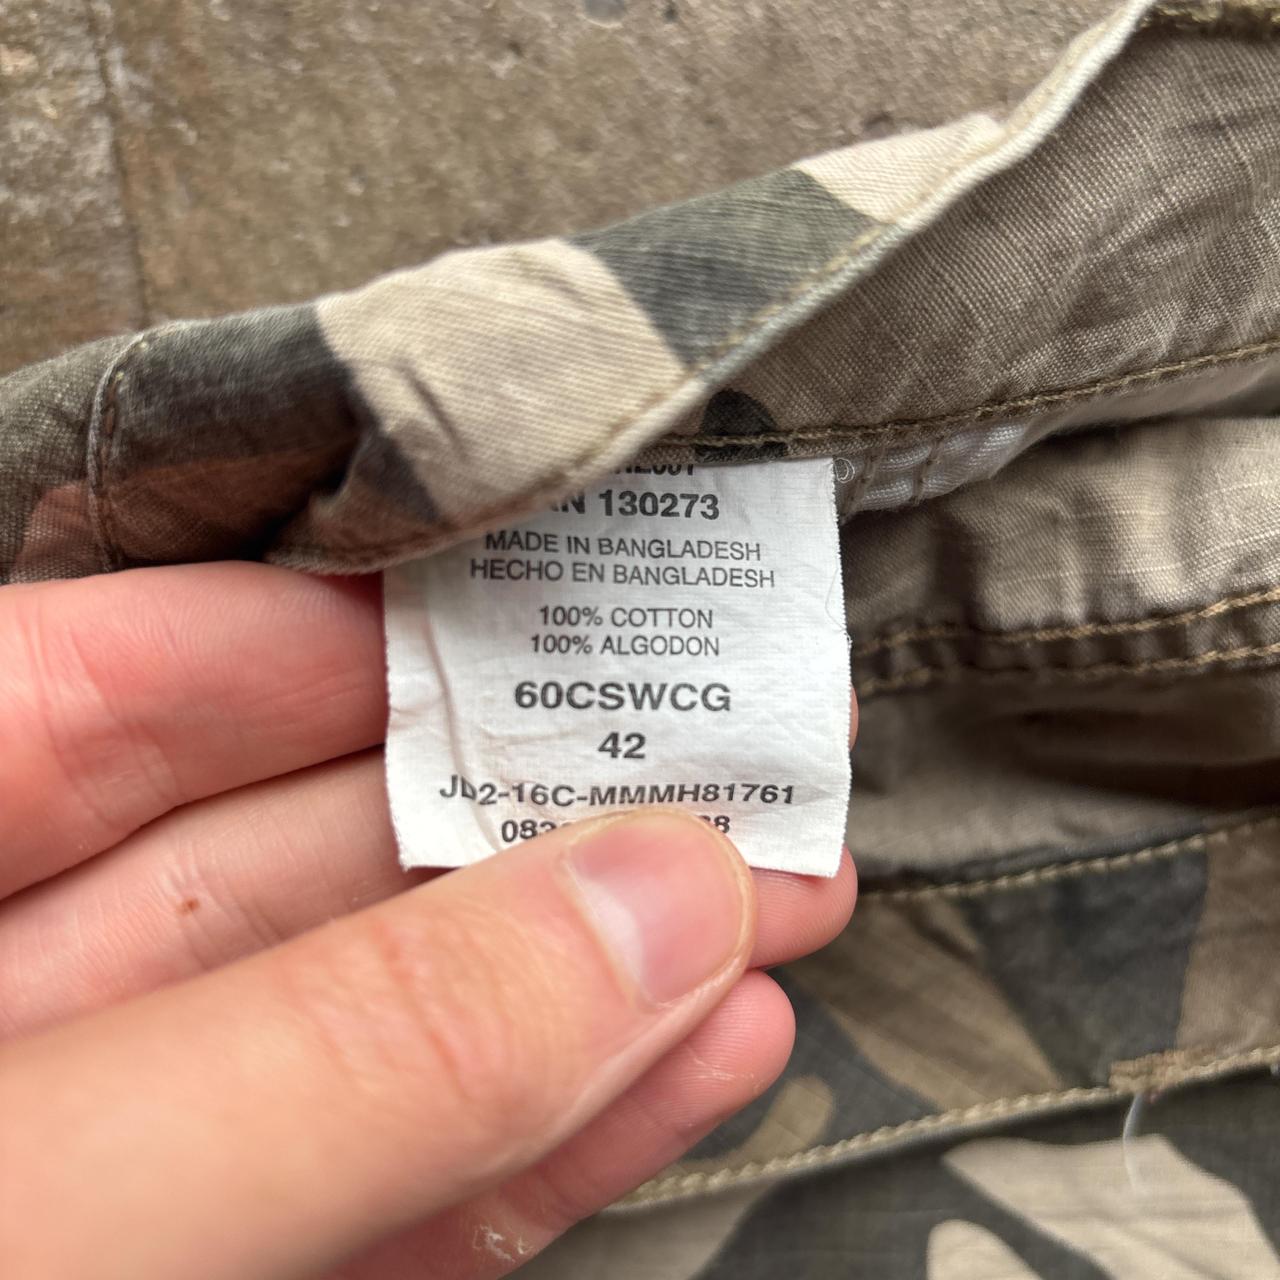 130273
MADE IN BANGLADESH
HECHO EN BANGLADESH
100% COTTON
100% ALGODON
60CSWCG
42
JD2-16C-MMMH81761